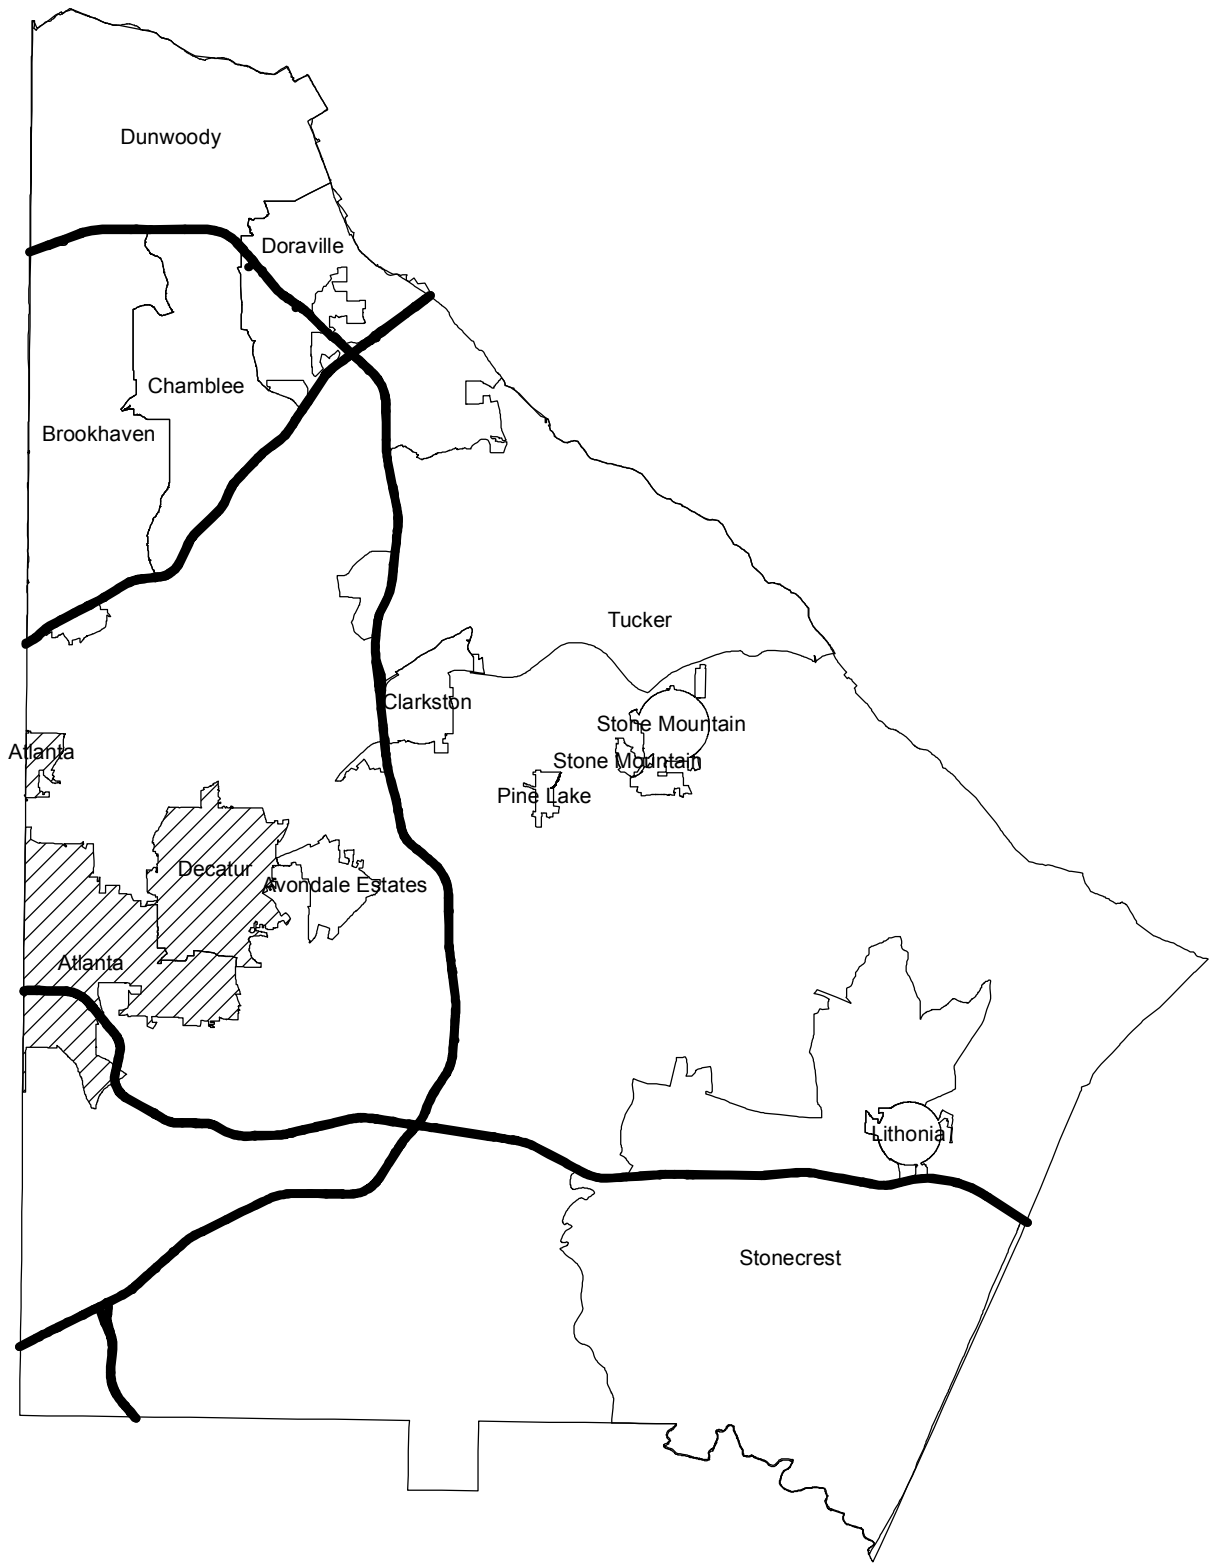 Dunwoody
Doraville
Chamblee
Brookhaven
Tucker
Clarkston
Stone Mountain
Atlanta
Stone Mountain
Pine Lake
Decatur
Avondale Estates
Atlanta
Lithonia
Stonecrest